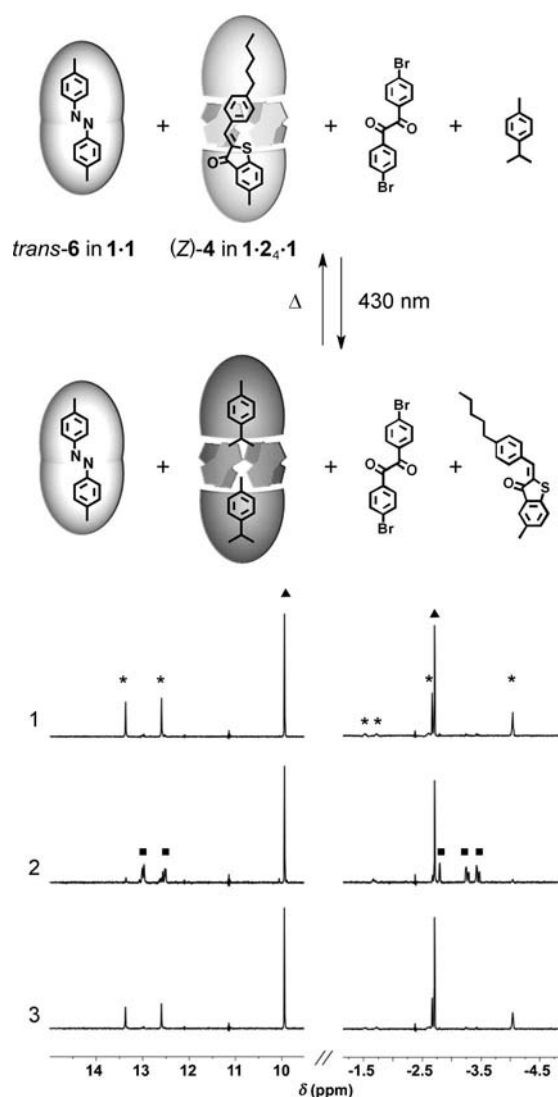 N N
S
O
Br
O O
Br
+ + +
trans-6 in 1·1
(Z)-4 in 1·2₄·1
Δ
430 nm
N N
Br
O O
Br
S
O
+ + +
▲
* *
1
▲
* * * *
2
■ ■
■ ■ ■
3
14 13 12 11 10 // -1.5 -2.5 -3.5 -4.5
δ (ppm)